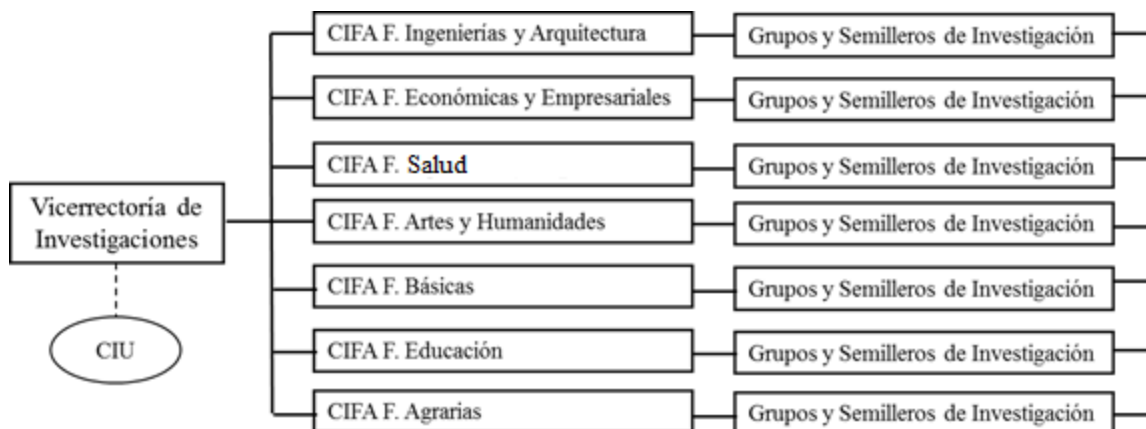 CIFA F. Ingenierías y Arquitectura
Grupos y Semilleros de Investigación
CIFA F. Económicas y Empresariales
Grupos y Semilleros de Investigación
CIFA F. Salud
Grupos y Semilleros de Investigación
Vicerrectoría de
Investigaciones
CIFA F. Artes y Humanidades
Grupos y Semilleros de Investigación
CIFA F. Básicas
Grupos y Semilleros de Investigación
CIU
CIFA F. Educación
Grupos y Semilleros de Investigación
CIFA F. Agrarias
Grupos y Semilleros de Investigación